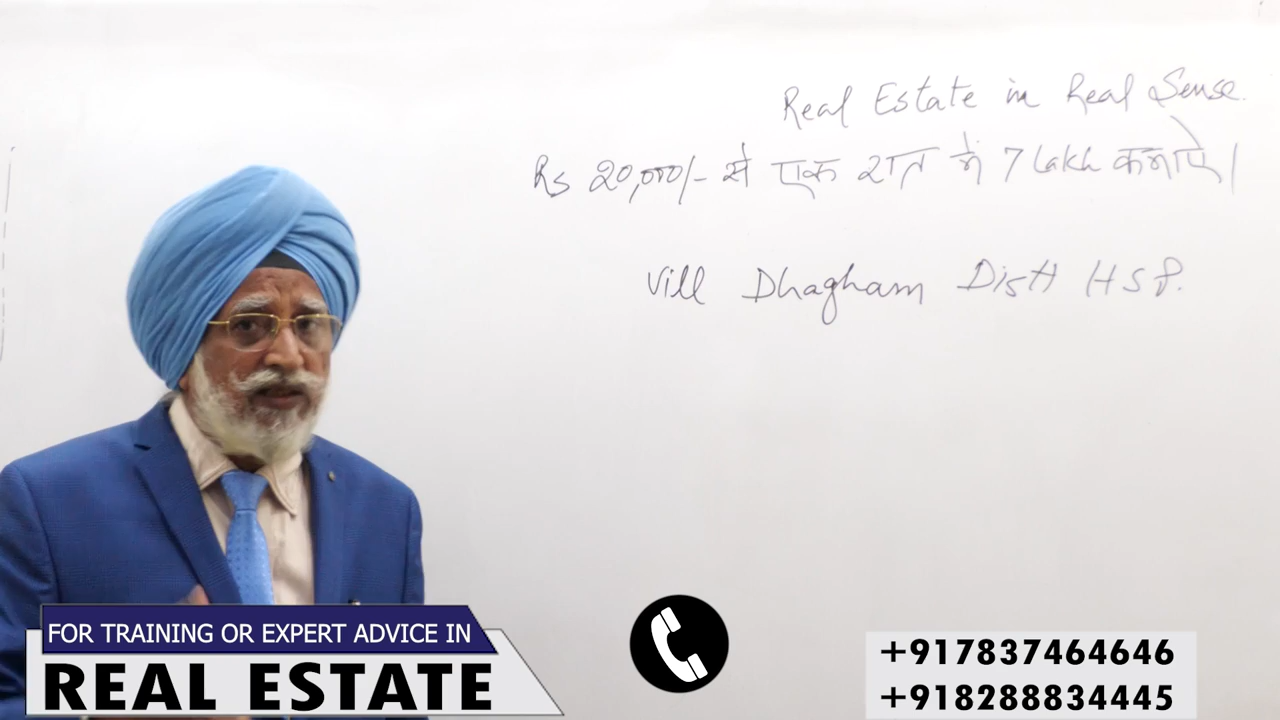 Real Estate in Real Sense.
Rs 20,000/- से एक रात में 7 Lakh कमाऐ।
Vill Dhagham Distt HSP.
FOR TRAINING OR EXPERT ADVICE IN
REAL ESTATE
+917837464646
+918288834445